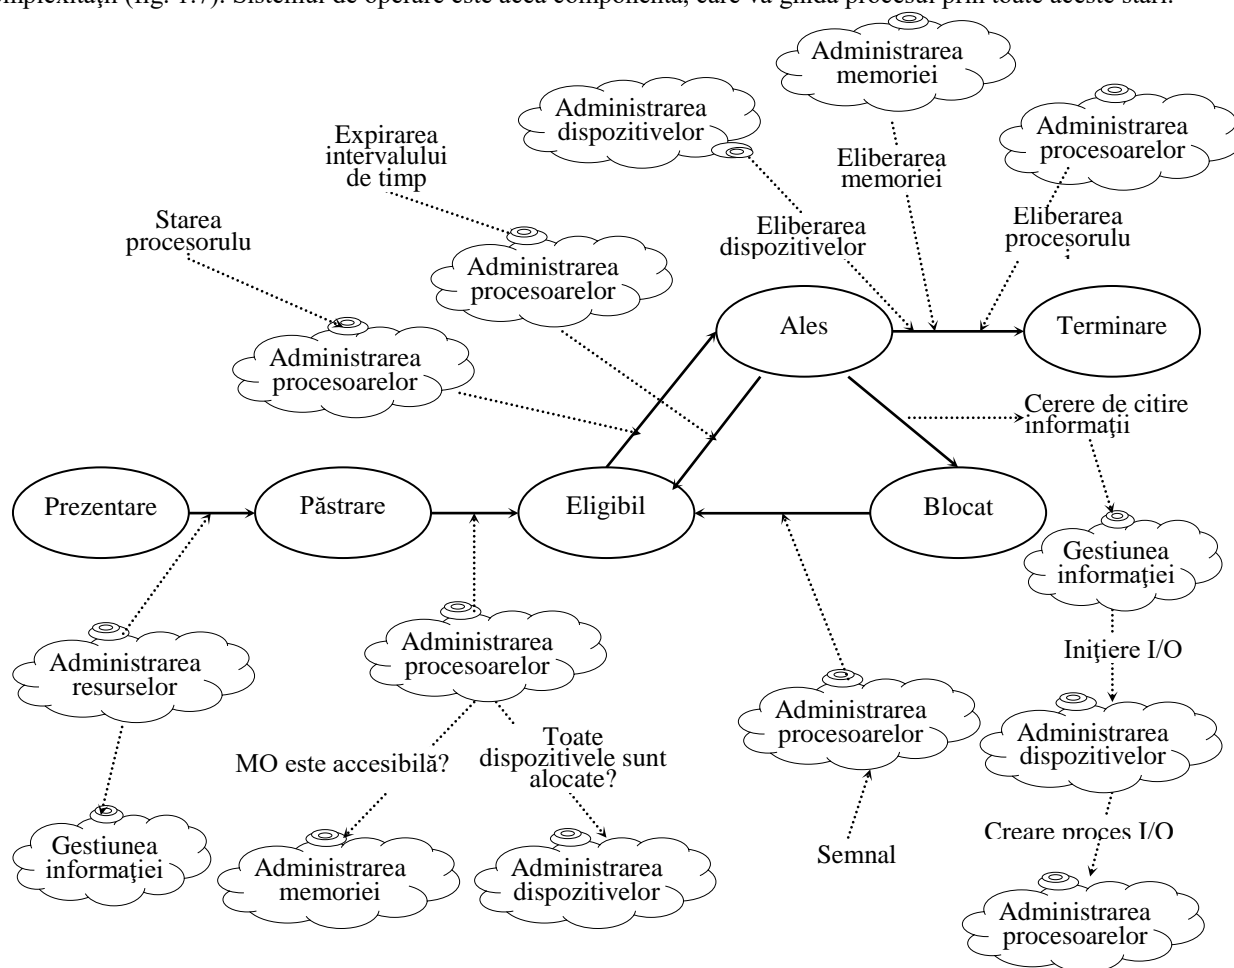 (fig. 1.7). Sistemul de operare este acea componentă, care va ghida procesul prin toate aceste stări.
Administrarea
memoriei
Administrarea
dispozitivelor
Administrarea
procesoarelor
Expirarea
intervalului
de timp
Eliberarea
memoriei
Starea
procesorulu
Eliberarea
dispozitivelor
Eliberarea
procesorulu
Administrarea
procesoarelor
Administrarea
procesoarelor
Ales
Terminare
Cerere de citire
informaţii
Prezentare
Păstrare
Eligibil
Blocat
Gestiunea
informaţiei
Administrarea
resurselor
Administrarea
procesoarelor
Iniţiere I/O
Administrarea
procesoarelor
Administrarea
dispozitivelor
MO este accesibilă?
Toate
dispozitivele sunt
alocate?
Gestiunea
informaţiei
Administrarea
memoriei
Administrarea
dispozitivelor
Semnal
Creare proces I/O
Administrarea
procesoarelor